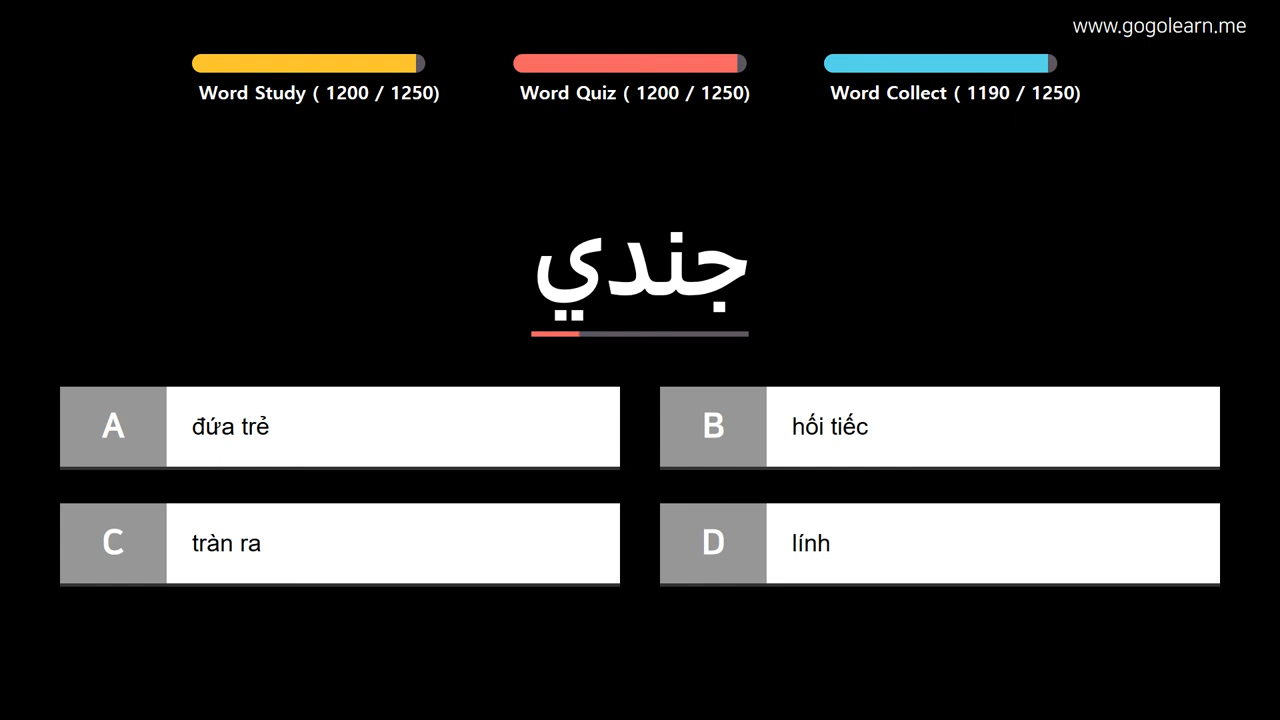 www.gogolearn.me
Word Study ( 1200 / 1250)
Word Quiz ( 1200 / 1250)
Word Collect ( 1190 / 1250)
جندي
A đứa trẻ
B hối tiếc
C tràn ra
D lính